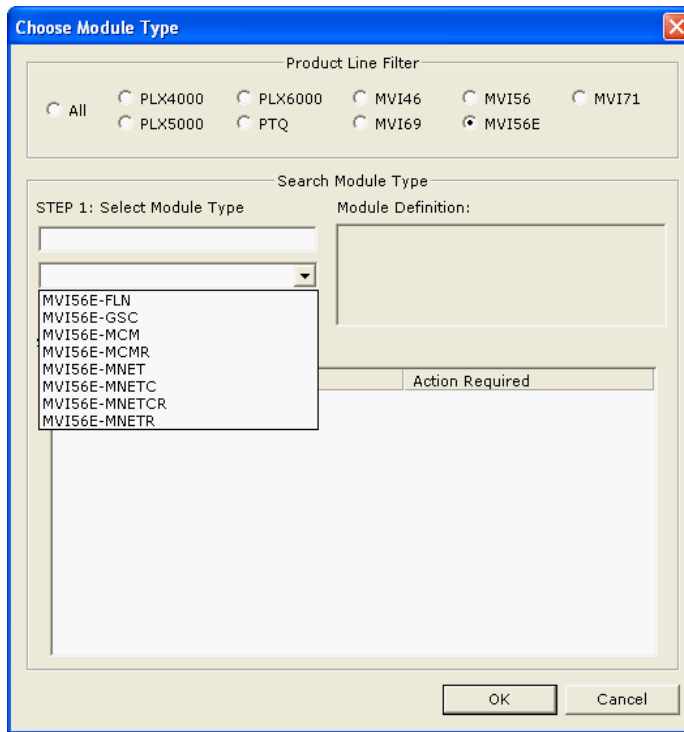 Choose Module Type
Product Line Filter
All
PLX4000
PLX6000
MVI46
MVI56
MVI71
PLX5000
PTQ
MVI69
MVI56E
Search Module Type
STEP 1: Select Module Type
Module Definition:
MVI56E-FLN
MVI56E-GSC
MVI56E-MCM
MVI56E-MCMR
MVI56E-MNET
MVI56E-MNETC
MVI56E-MNETCR
MVI56E-MNETR
Action Required
OK
Cancel